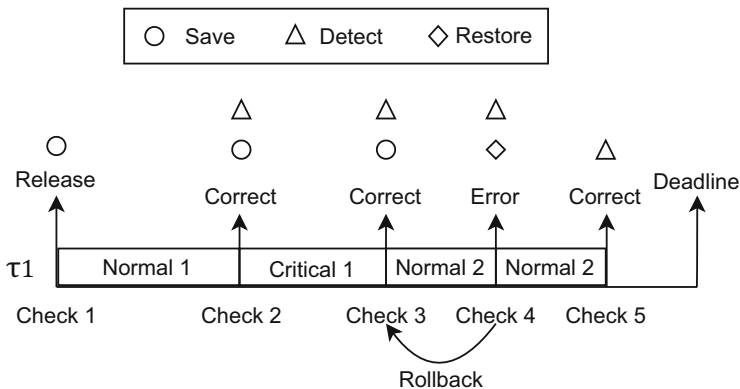 Save Detect Restore
Release Correct Correct Error Correct Deadline
τ1 Normal 1 Critical 1 Normal 2 Normal 2
Check 1 Check 2 Check 3 Check 4 Check 5
Rollback